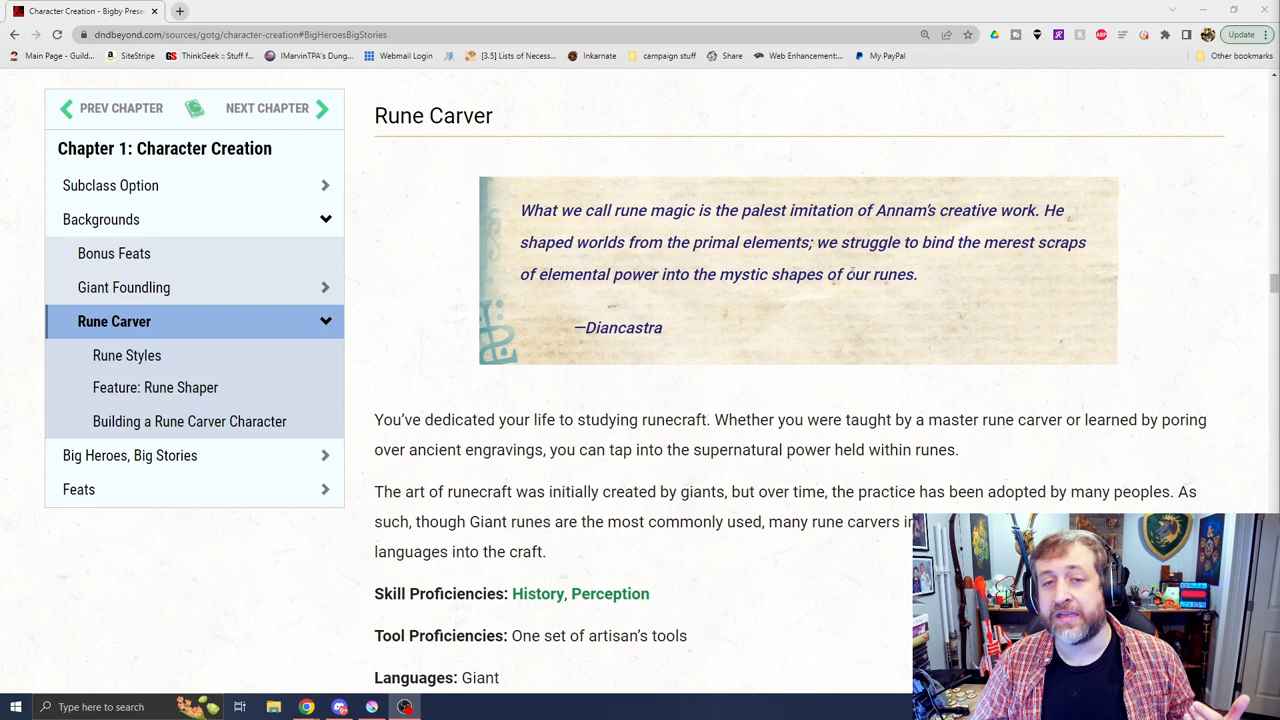 Character Creation - Bigby Prese
dndbeyond.com/sources/gotg/character-creation#BigHeroesBigStories
Update
Main Page - Guild...
SiteStripe
ThinkGeek :: Stuff f...
IMarvinTPA's Dung...
Webmail Login
[3.5] Lists of Necess...
Inkarnate
campaign stuff
Share
Web Enhancement:...
My PayPal
Other bookmarks
PREV CHAPTER
NEXT CHAPTER
Chapter 1: Character Creation
Subclass Option
Backgrounds
Bonus Feats
Giant Foundling
Rune Carver
Rune Styles
Feature: Rune Shaper
Building a Rune Carver Character
Big Heroes, Big Stories
Feats
Rune Carver
What we call rune magic is the palest imitation of Annam's creative work. He
shaped worlds from the primal elements; we struggle to bind the merest scraps
of elemental power into the mystic shapes of our runes.
—Diancastra
You've dedicated your life to studying runecraft. Whether you were taught by a master rune carver or learned by poring
over ancient engravings, you can tap into the supernatural power held within runes.
The art of runecraft was initially created by giants, but over time, the practice has been adopted by many peoples. As
such, though Giant runes are the most commonly used, many rune carvers
languages into the craft.
Skill Proficiencies: History, Perception
Tool Proficiencies: One set of artisan's tools
Languages: Giant
Type here to search